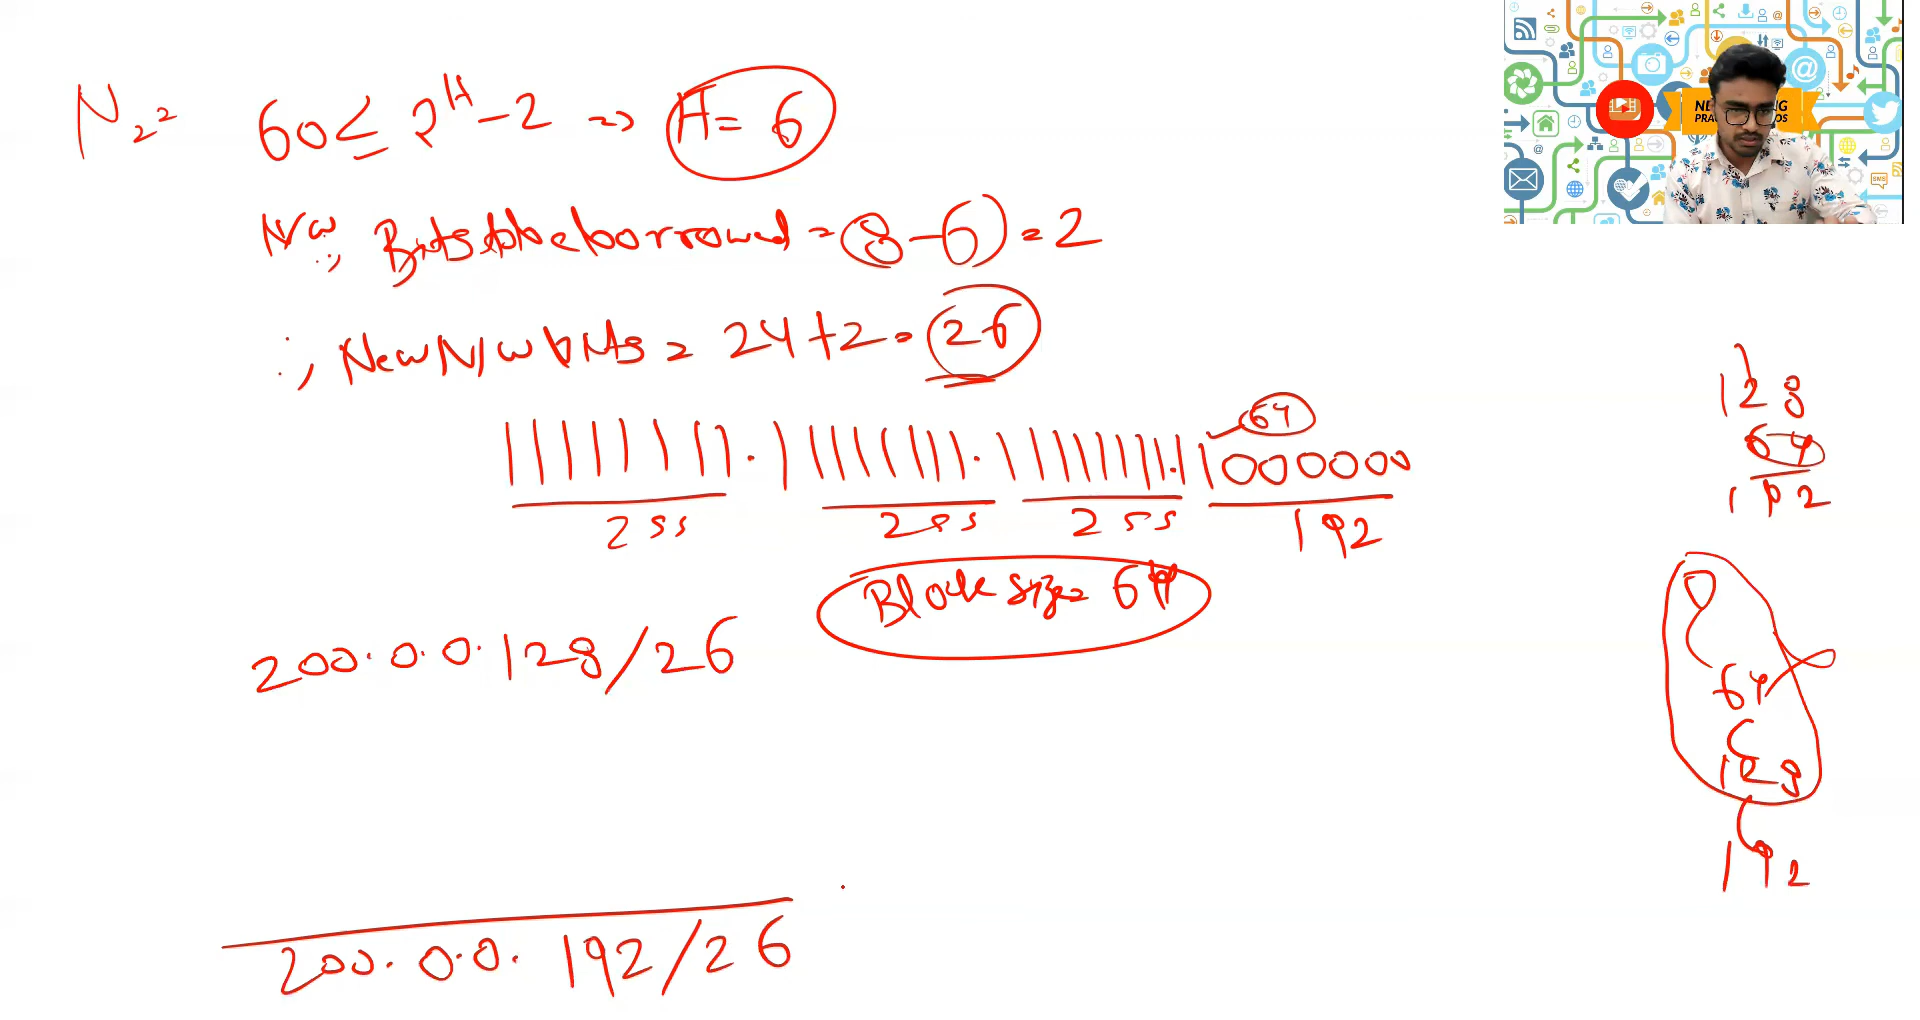 N₂ = 60 ≤ 2^H - 2 => H = 6
N/w Bits to be borrowed = (8-6) = 2
∴, New N/w bits = 24+2 = 26
64
11111111.11111111.11111111.11000000
255 255 255 192
Block size = 64
200.0.0.128/26
200.0.0.192/26
128
64
192
0
64
128
192
@
SMS